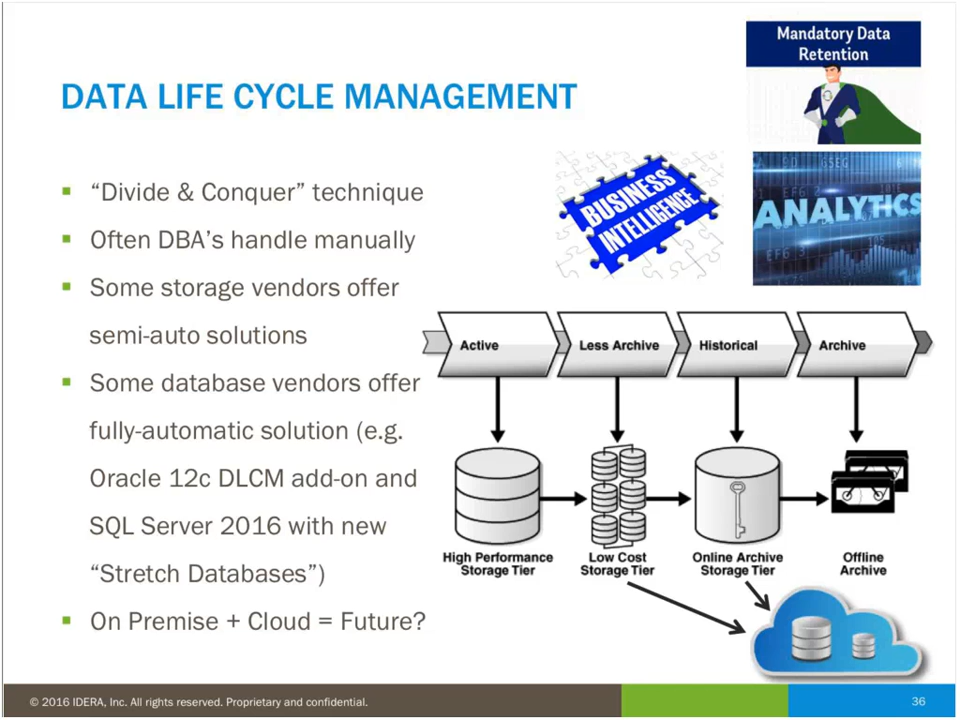 Mandatory Data
Retention
DATA LIFE CYCLE MANAGEMENT
“Divide & Conquer” technique
Often DBA’s handle manually
Some storage vendors offer
semi-auto solutions
Some database vendors offer
fully-automatic solution (e.g.
Oracle 12c DLCM add-on and
SQL Server 2016 with new
“Stretch Databases”)
On Premise + Cloud = Future?
BUSINESS
INTELLIGENCE
ANALYTICS
Active
Less Archive
Historical
Archive
High Performance
Storage Tier
Low Cost
Storage Tier
Online Archive
Storage Tier
Offline
Archive
© 2016 IDERA, Inc. All rights reserved. Proprietary and confidential.
36